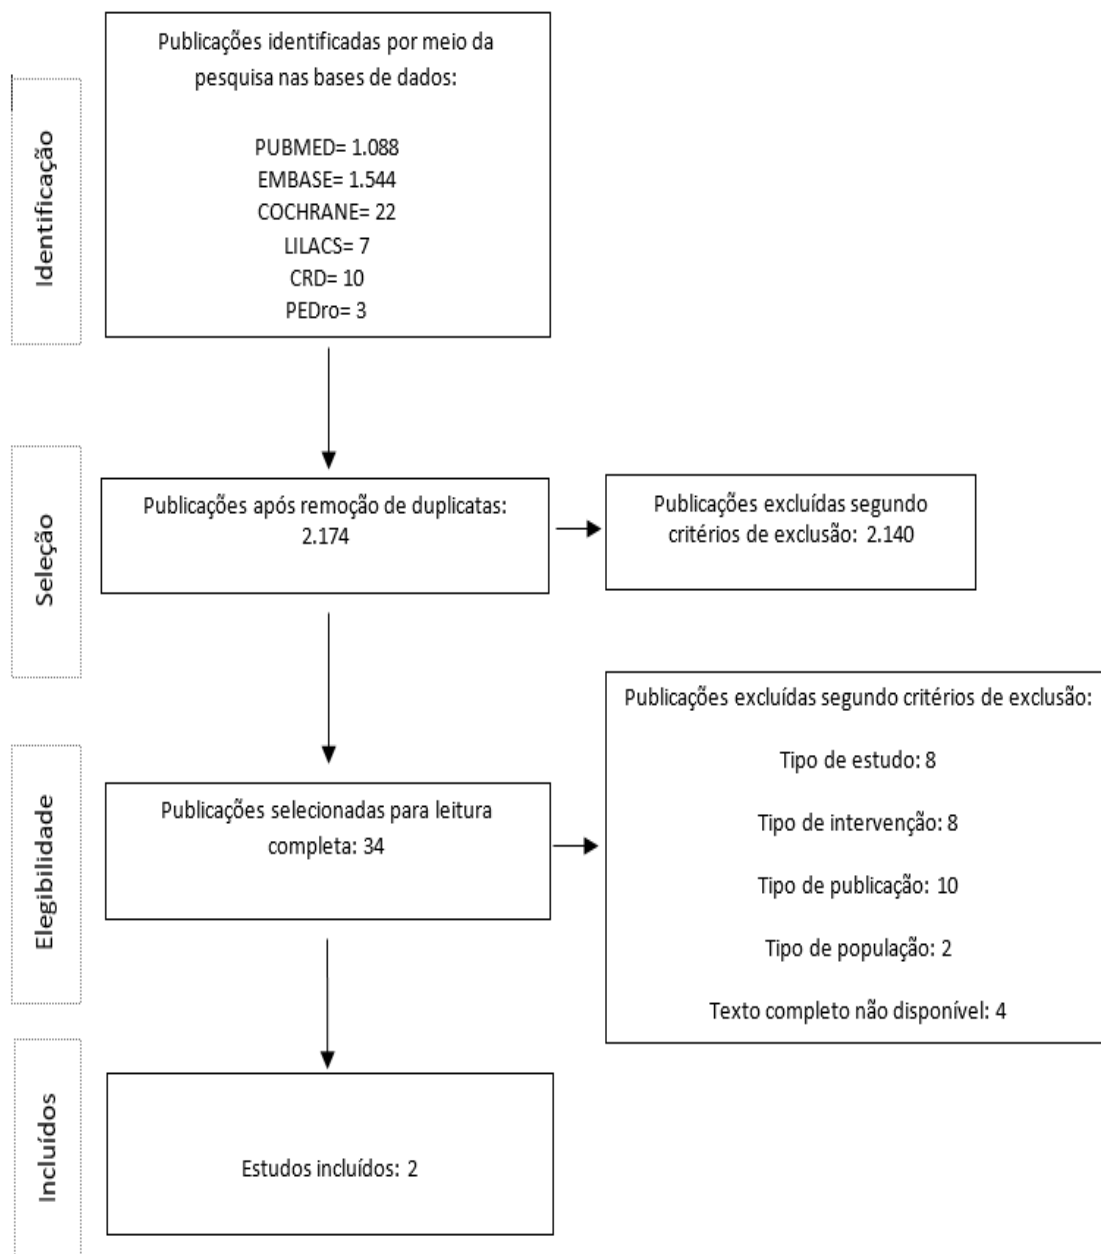 Identificação
Publicações identificadas por meio da
pesquisa nas bases de dados:
PUBMED= 1.088
EMBASE= 1.544
COCHRANE= 22
LILACS= 7
CRD= 10
PEDro= 3
Seleção
Publicações após remoção de duplicatas:
2.174
Publicações excluídas segundo
critérios de exclusão: 2.140
Elegibilidade
Publicações selecionadas para leitura
completa: 34
Publicações excluídas segundo critérios de exclusão:
Tipo de estudo: 8
Tipo de intervenção: 8
Tipo de publicação: 10
Tipo de população: 2
Texto completo não disponível: 4
Incluídos
Estudos incluídos: 2